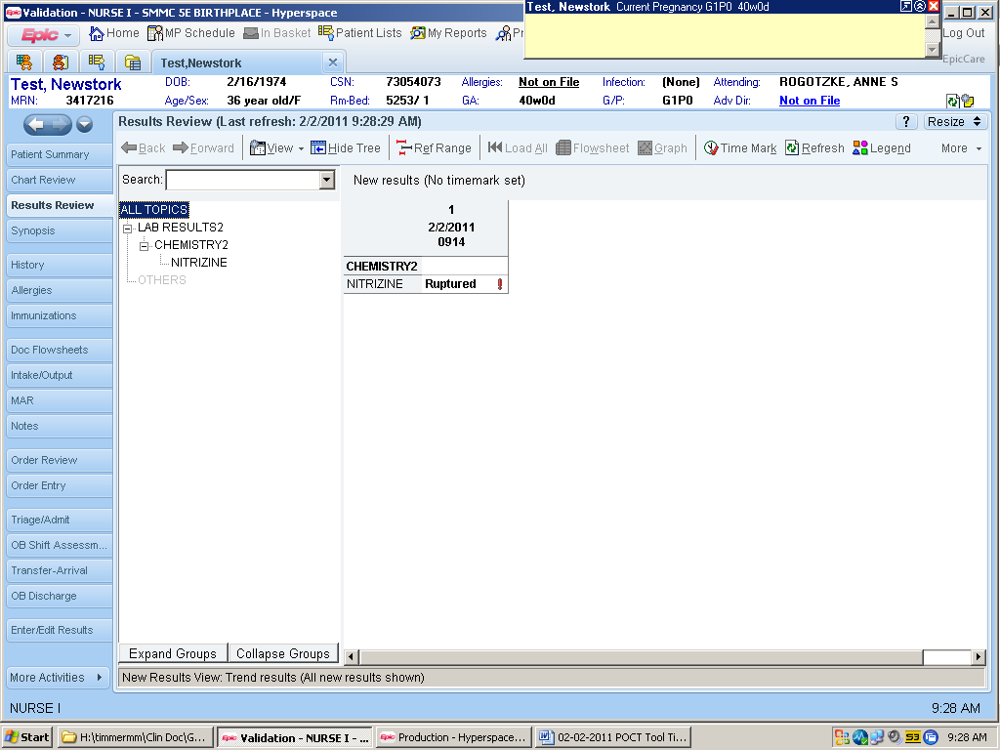 Epic Validation - NURSE I - SMMC 5E BIRTHPLACE - Hyperspace
Test, Newstork Current Pregnancy G1P0 40w0d
Epic Home MP Schedule In Basket Patient Lists My Reports Pr Log Out
EpicCare
Test,Newstork
Test, Newstork DOB: 2/16/1974 CSN: 73054073 Allergies: Not on File Infection: (None) Attending: ROGOTZKE, ANNE S
MRN: 3417216 Age/Sex: 36 year old/F Rm-Bed: 5253/ 1 GA: 40w0d G/P: G1P0 Adv Dir: Not on File
Results Review (Last refresh: 2/2/2011 9:28:29 AM) ? Resize
Back Forward View Hide Tree Ref Range Load All Flowsheet Graph Time Mark Refresh Legend More
Patient Summary
Chart Review
Results Review
Synopsis
History
Allergies
Immunizations
Doc Flowsheets
Intake/Output
MAR
Notes
Order Review
Order Entry
Triage/Admit
OB Shift Assessm...
Transfer-Arrival
OB Discharge
Enter/Edit Results
More Activities
Search:
ALL TOPICS
LAB RESULTS2
CHEMISTRY2
NITRIZINE
OTHERS
Expand Groups Collapse Groups
New results (No timemark set)
1
2/2/2011
0914
CHEMISTRY2
NITRIZINE Ruptured !
New Results View: Trend results (All new results shown)
NURSE I 9:28 AM
Start H:\timmermm\Clin Doc\G... Epic Validation - NURSE I - ... Epic Production - Hyperspace... 02-02-2011 POCT Tool Ti... 53 9:28 AM